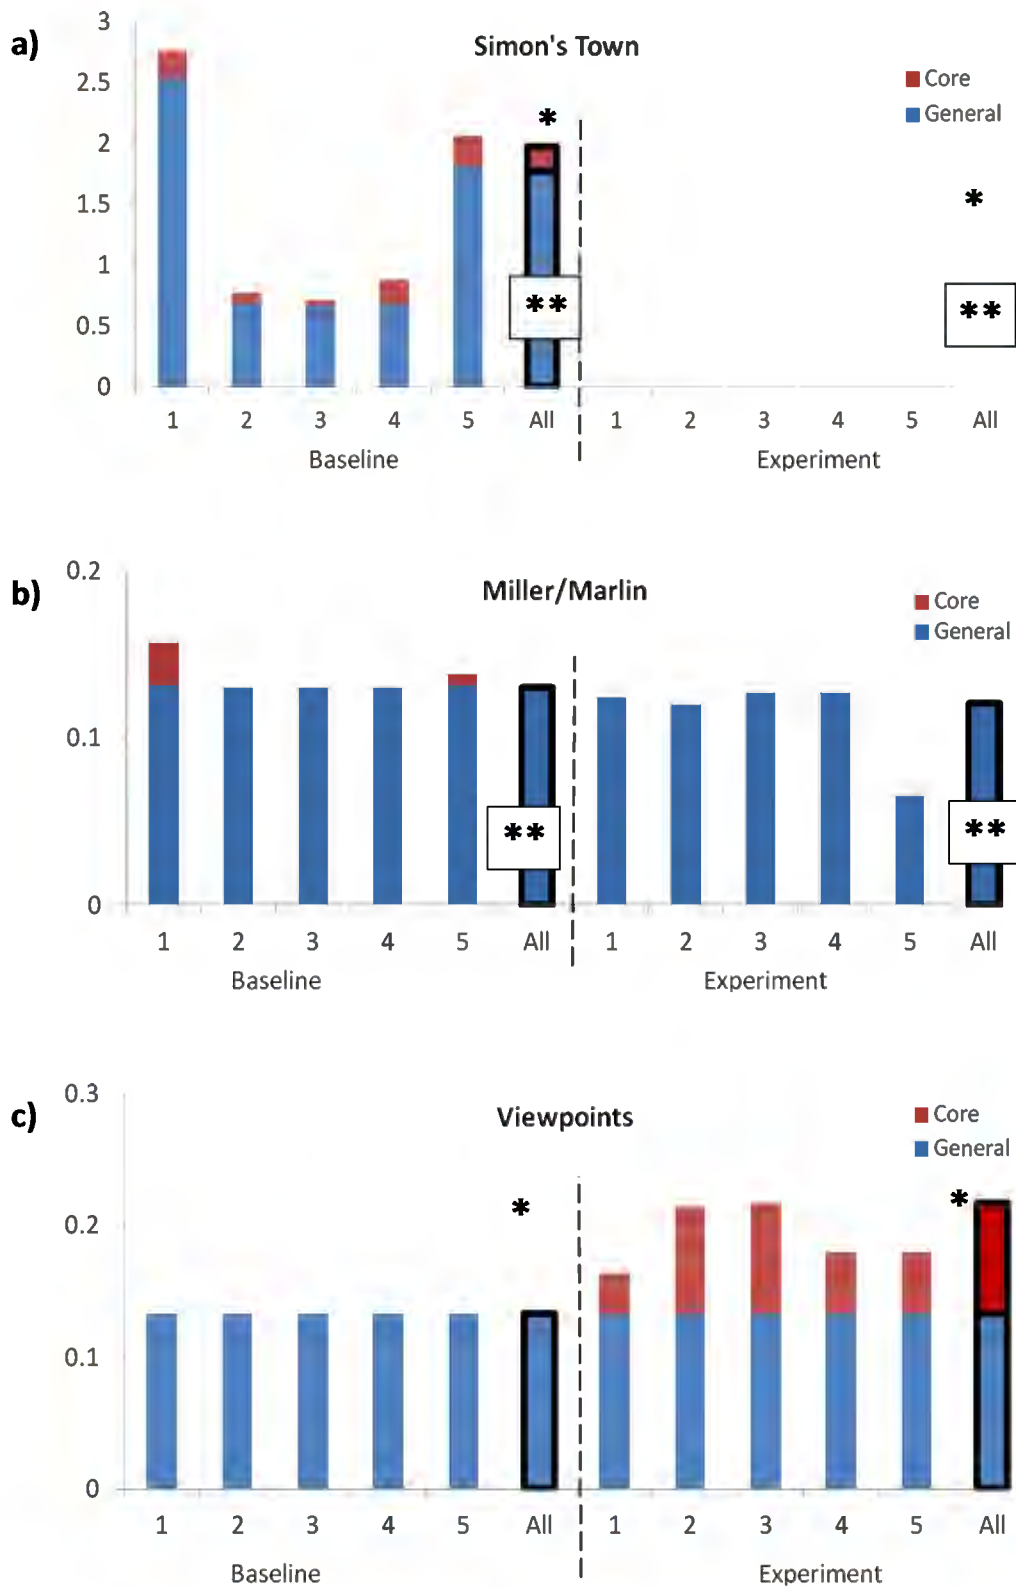 a)
Simon's Town
3
2.5
2
1.5
1
0.5
0
Core
General
*
*
**
**
1 2 3 4 5 All 1 2 3 4 5 All
Baseline Experiment
b)
Miller/Marlin
0.2
0.1
0
Core
General
**
**
1 2 3 4 5 All 1 2 3 4 5 All
Baseline Experiment
c)
Viewpoints
0.3
0.2
0.1
0
Core
General
*
*
1 2 3 4 5 All 1 2 3 4 5 All
Baseline Experiment